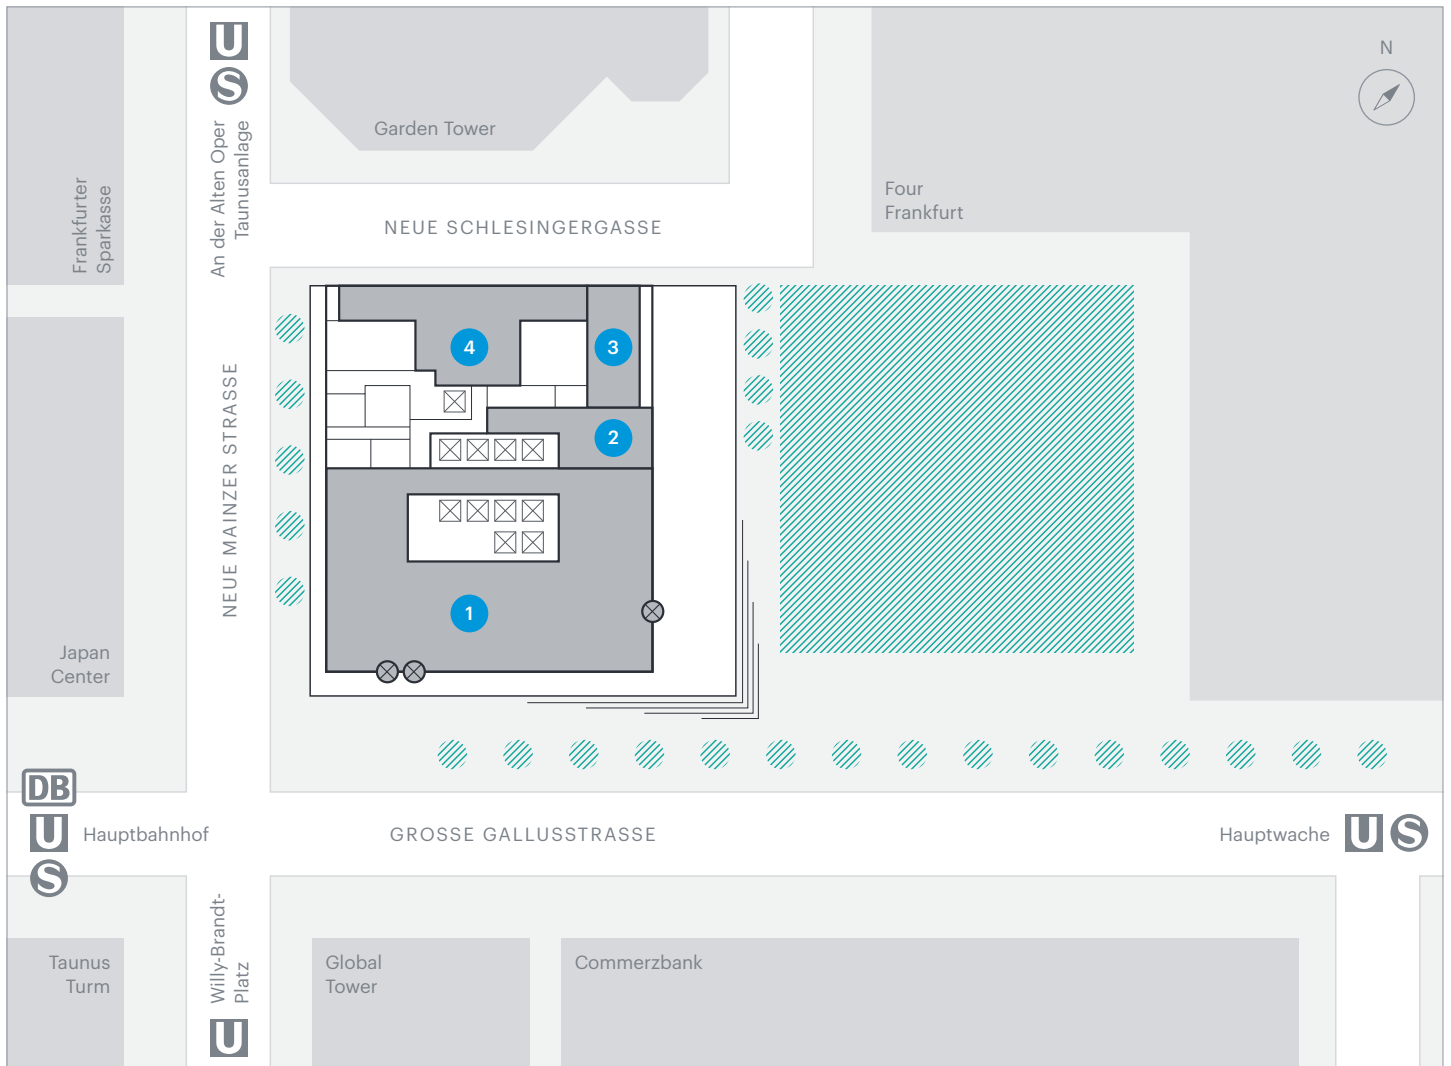 U
S
An der Alten Oper
Taunusanlage
Garden Tower
N
Frankfurter
Sparkasse
Four
Frankfurt
NEUE SCHLESINGERGASSE
4
3
2
1
NEUE MAINZER STRASSE
Japan
Center
DB
U
S
Hauptbahnhof
GROSSE GALLUSSTRASSE
Hauptwache
U
S
Willy-Brandt-
Platz
U
Taunus
Turm
Global
Tower
Commerzbank